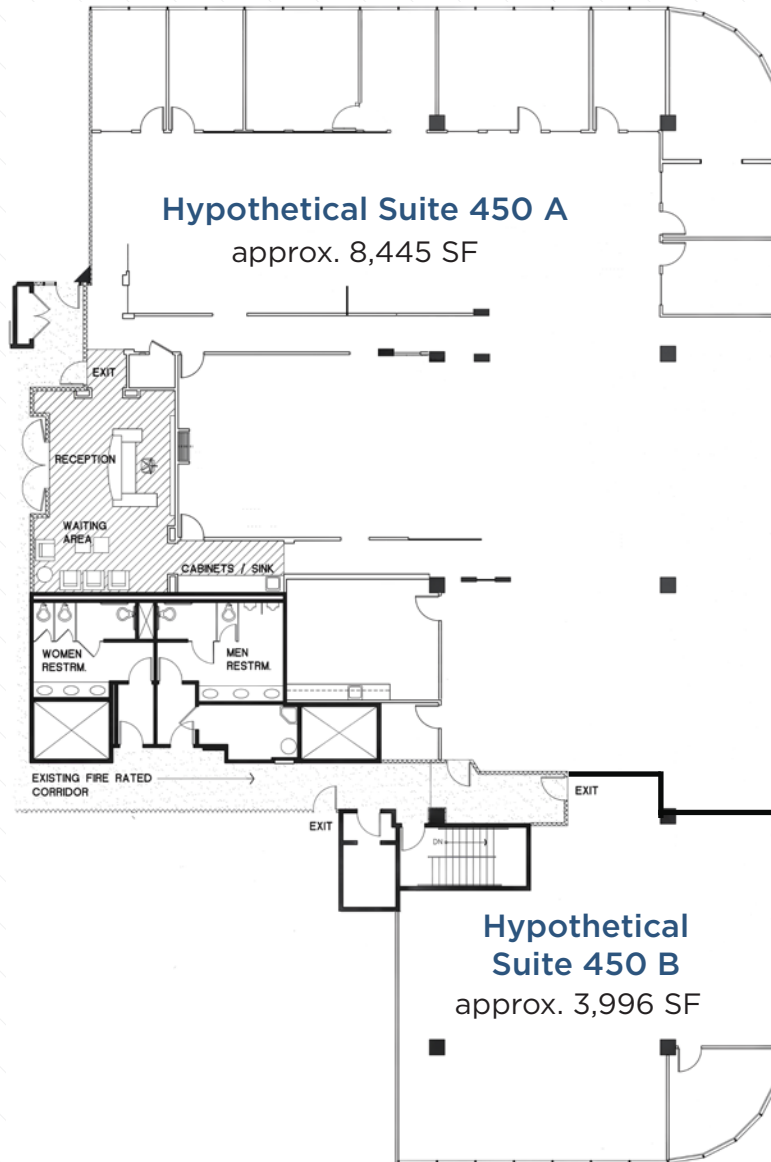 Hypothetical Suite 450 A
approx. 8,445 SF
EXIT
RECEPTION
WAITING
AREA
CABINETS / SINK
WOMEN
RESTRM.
MEN
RESTRM.
EXISTING FIRE RATED
CORRIDOR
EXIT
EXIT
DN
Hypothetical
Suite 450 B
approx. 3,996 SF